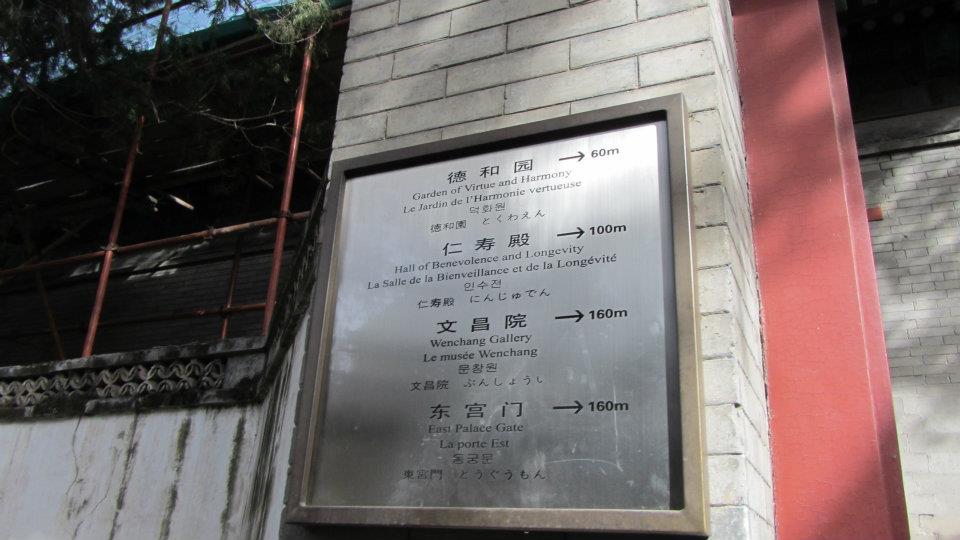 德和园 → 60m
Garden of Virtue and Harmony
Le Jardin de l'Harmonie vertueuse
덕화원
徳和園 とくわえん
仁寿殿 → 100m
Hall of Benevolence and Longevity
La Salle de la Bienveillance et de la Longévité
인수전
仁寿殿 にんじゅでん
文昌院 → 160m
Wenchang Gallery
Le musée Wenchang
문창원
文昌院 ぶんしょうい
东宫门 → 160m
East Palace Gate
La porte Est
동궁문
東宮門 とうぐうもん